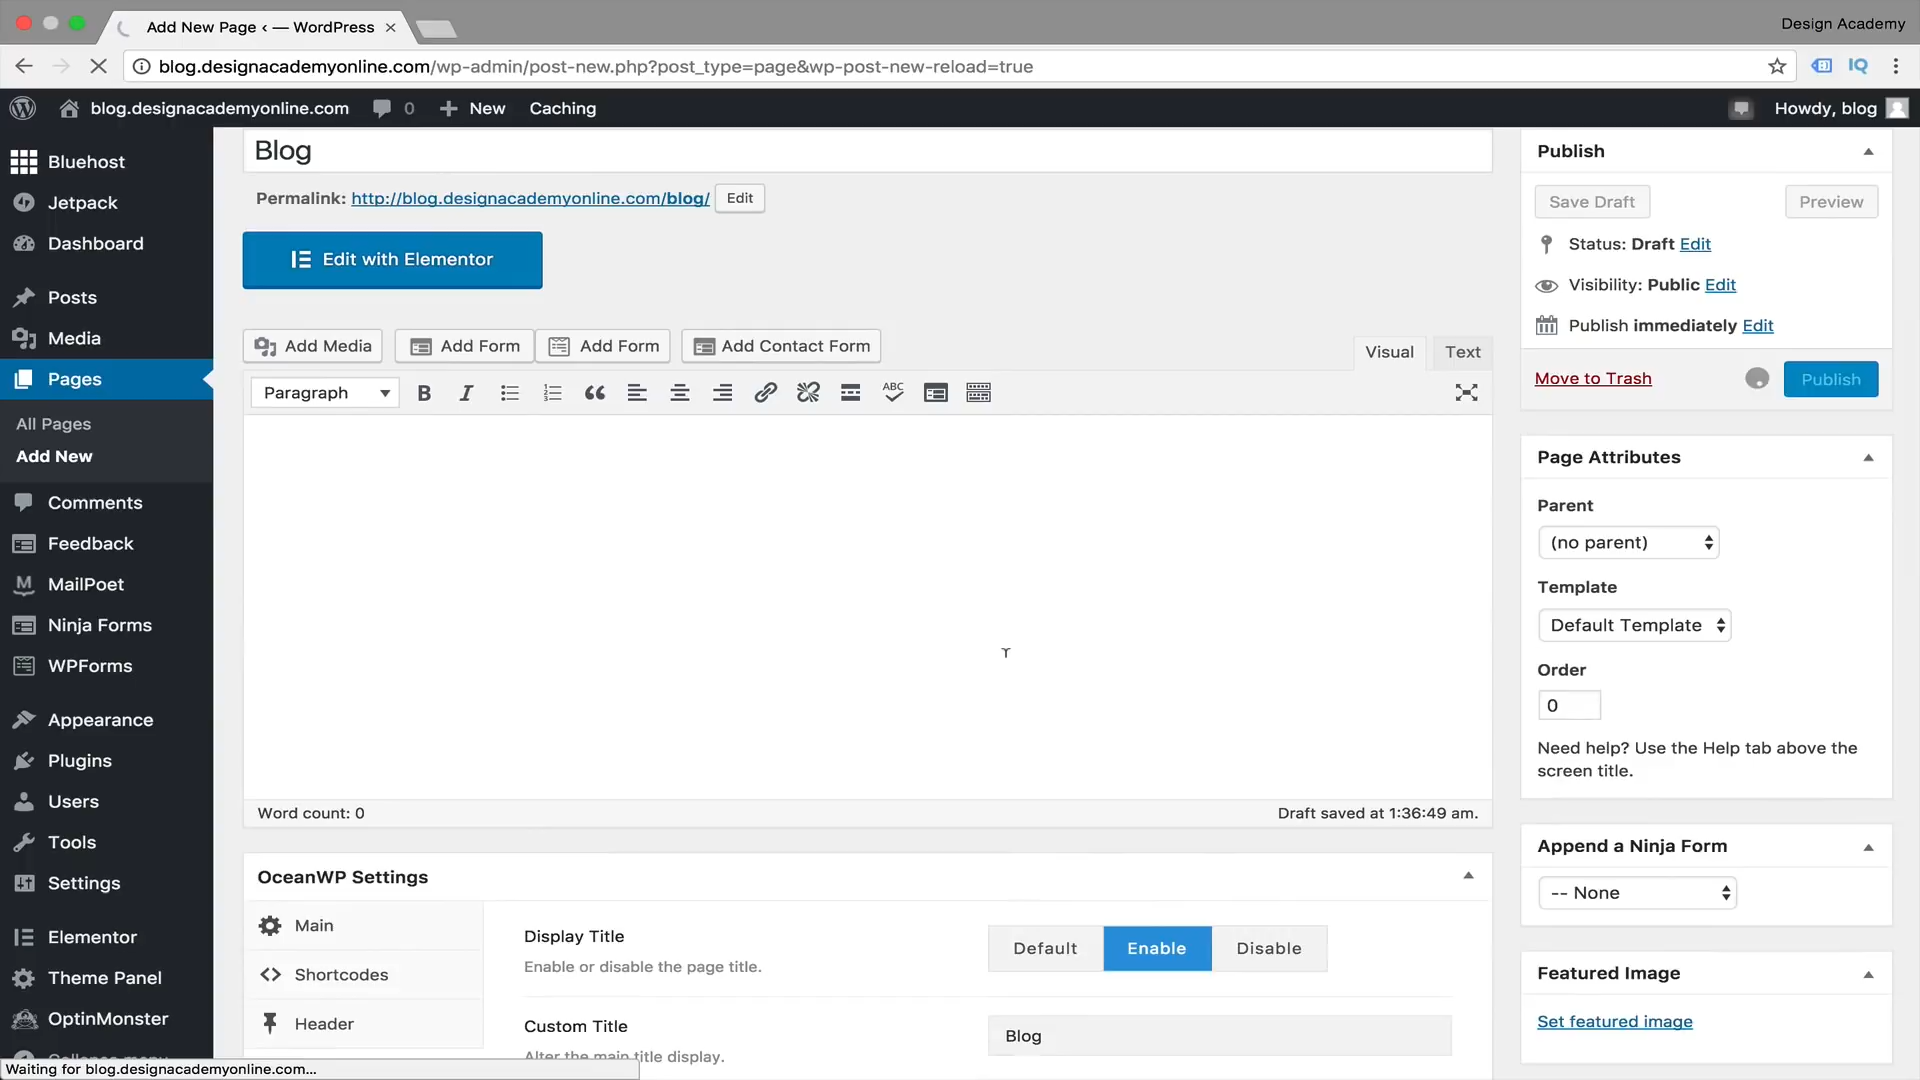 Add New Page ‹ — WordPress
Design Academy
blog.designacademyonline.com/wp-admin/post-new.php?post_type=page&wp-post-new-reload=true
IQ
blog.designacademyonline.com 0 New Caching Howdy, blog
Bluehost
Jetpack
Dashboard
Posts
Media
Pages
All Pages
Add New
Comments
Feedback
MailPoet
Ninja Forms
WPForms
Appearance
Plugins
Users
Tools
Settings
Elementor
Theme Panel
OptinMonster
Collapse menu
Waiting for blog.designacademyonline.com...
Blog
Permalink: http://blog.designacademyonline.com/blog/ Edit
Edit with Elementor
Add Media Add Form Add Form Add Contact Form
Visual Text
Paragraph B I ABC
Word count: 0 Draft saved at 1:36:49 am.
OceanWP Settings
Main
Shortcodes
Header
Display Title
Enable or disable the page title.
Default Enable Disable
Custom Title
Alter the main title display.
Blog
Publish
Save Draft Preview
Status: Draft Edit
Visibility: Public Edit
Publish immediately Edit
Move to Trash Publish
Page Attributes
Parent
(no parent)
Template
Default Template
Order
0
Need help? Use the Help tab above the
screen title.
Append a Ninja Form
-- None
Featured Image
Set featured image